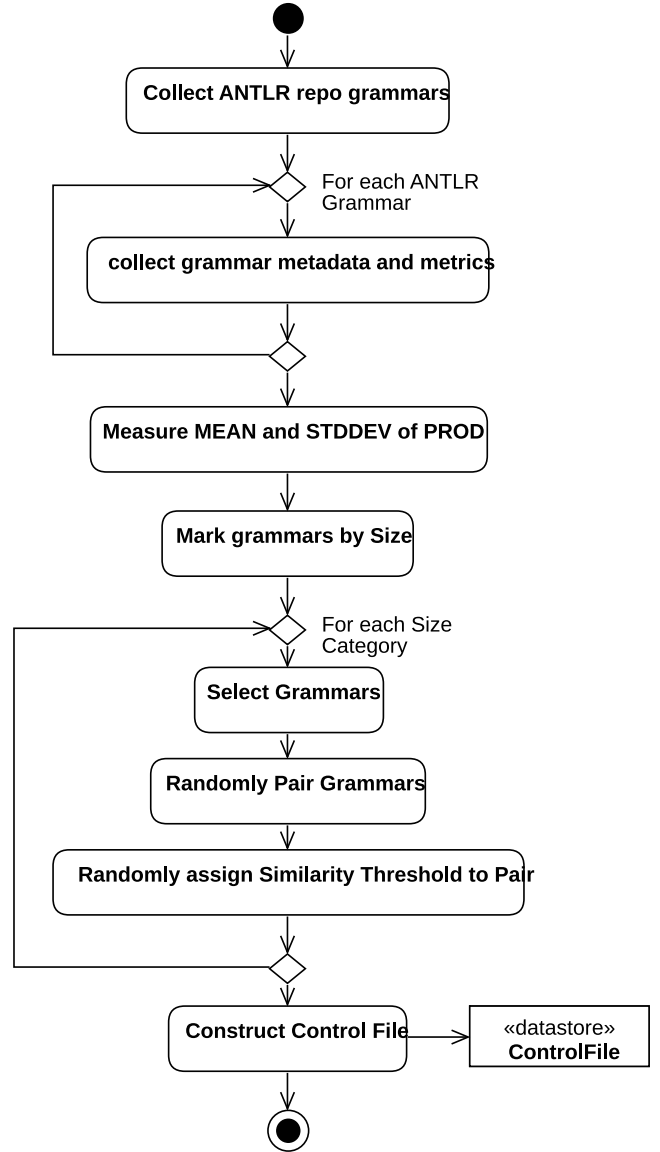 Collect ANTLR repo grammars
For each ANTLR
Grammar
collect grammar metadata and metrics
Measure MEAN and STDDEV of PROD
Mark grammars by Size
For each Size
Category
Select Grammars
Randomly Pair Grammars
Randomly assign Similarity Threshold to Pair
Construct Control File
«datastore»
ControlFile